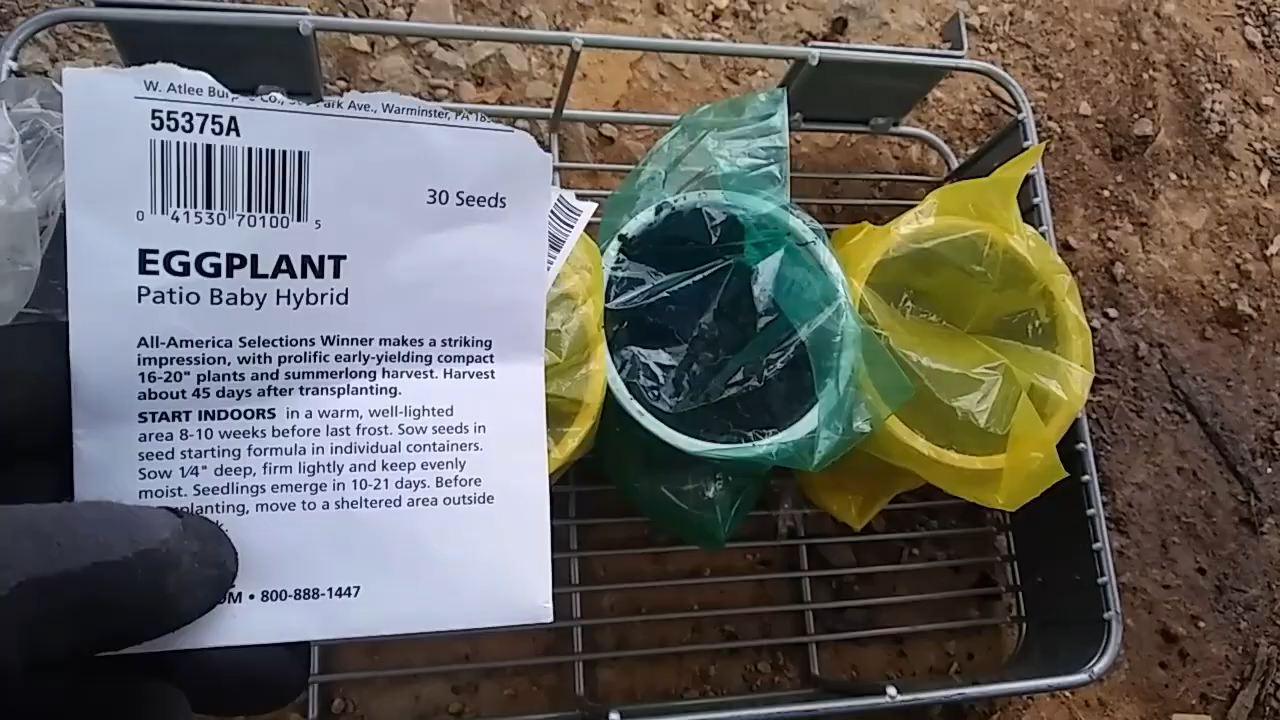 W. Atlee Co., Park Ave., Warminster, PA
55375A
0 41530 70100 5
30 Seeds
EGGPLANT
Patio Baby Hybrid
All-America Selections Winner makes a striking
impression, with prolific early-yielding compact
16-20" plants and summerlong harvest. Harvest
about 45 days after transplanting.
START INDOORS in a warm, well-lighted
area 8-10 weeks before last frost. Sow seeds in
seed starting formula in individual containers.
Sow 1/4" deep, firm lightly and keep evenly
moist. Seedlings emerge in 10-21 days. Before
planting, move to a sheltered area outside
• 800-888-1447